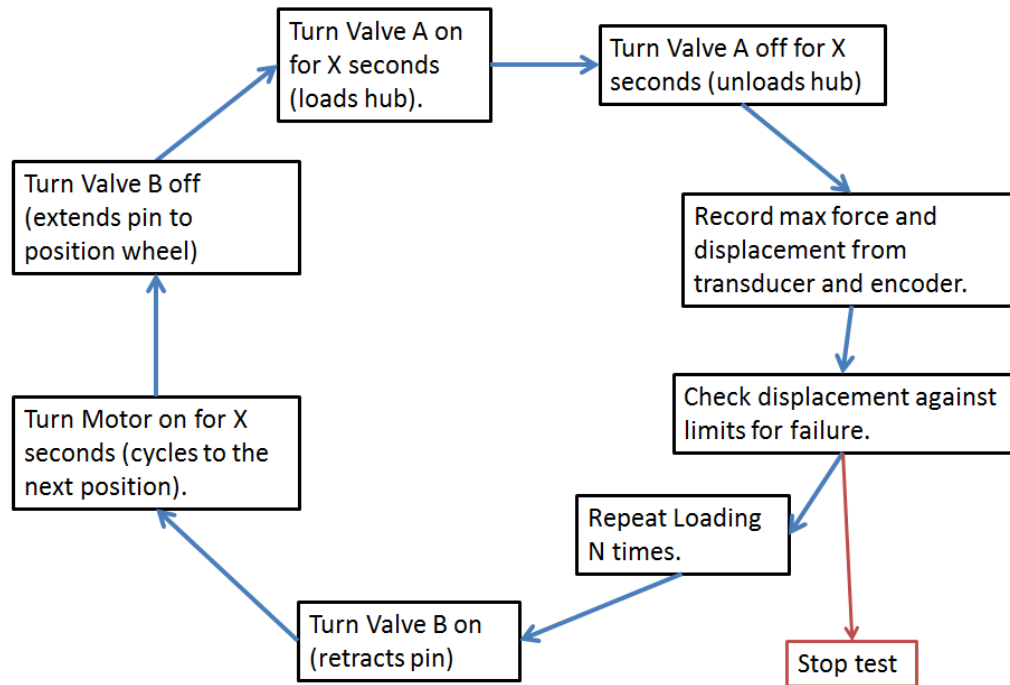 Turn Valve A on
for X seconds
(loads hub).
Turn Valve A off for X
seconds (unloads hub)
Record max force and
displacement from
transducer and encoder.
Check displacement against
limits for failure.
Stop test
Repeat Loading
N times.
Turn Valve B on
(retracts pin)
Turn Motor on for X
seconds (cycles to the
next position).
Turn Valve B off
(extends pin to
position wheel)